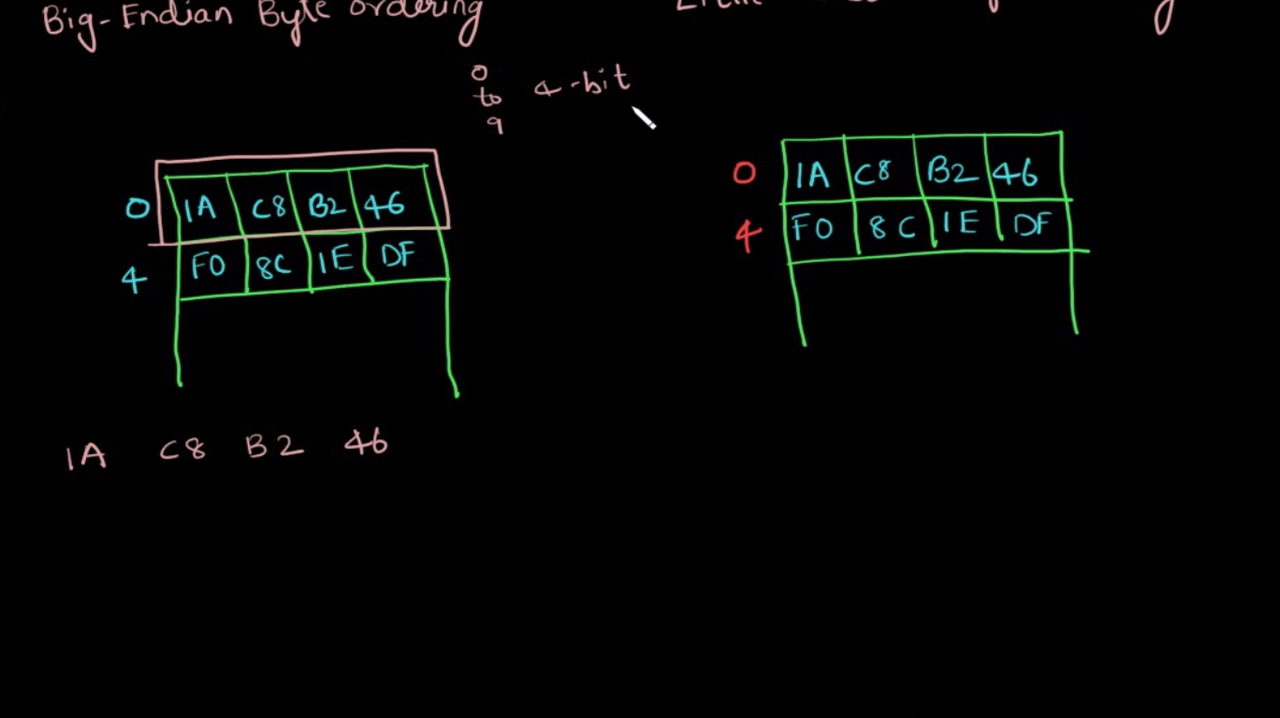 Big-Endian Byte Ordering
0
to
9
4-bit
0 1A C8 B2 46
4 F0 8C 1E DF
0 1A C8 B2 46
4 F0 8C 1E DF
1A C8 B2 46